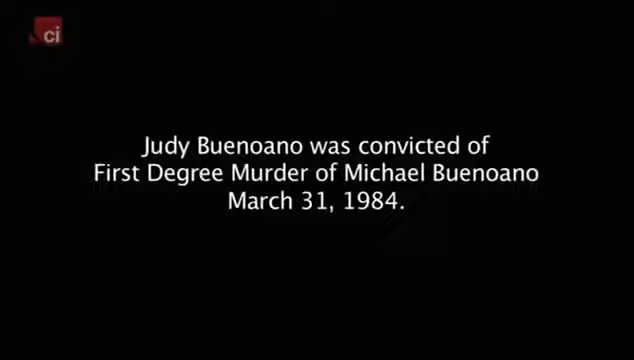 ci
Judy Buenoano was convicted of
First Degree Murder of Michael Buenoano
March 31, 1984.